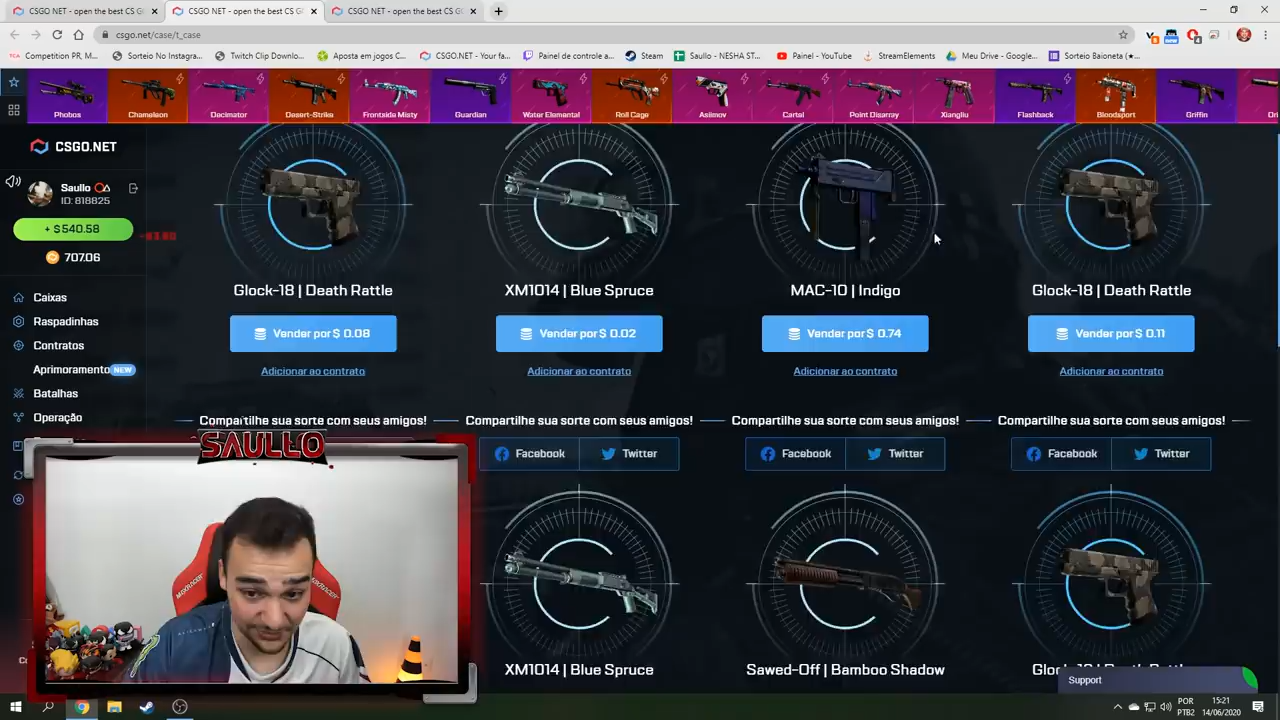 CSGO.NET - open the best CS G
CSGO.NET - open the best CS G
CSGO.NET - open the best CS G
csgo.net/case/t_case
Competition PR, M...
Sorteio No Instagra...
Twitch Clip Downlo...
Aposta em jogos C...
CSGO.NET - Your fa...
Painel de controle a...
Steam
Saullo - NESHA ST...
Painel - YouTube
StreamElements
Meu Drive - Google...
Sorteio Baioneta (★...
Phobos
Chameleon
Decimator
Desert-Strike
Frontside Misty
Guardian
Water Elemental
Roll Cage
Asiimov
Cartel
Point Disarray
Xiangliu
Flashback
Bloodsport
Griffin
Ori
CSGO.NET
Saullo
ID: 818825
+ $ 540.58
707.06
Caixas
Raspadinhas
Contratos
Aprimoramento NEW
Batalhas
Operação
Glock-18 | Death Rattle
XM1014 | Blue Spruce
MAC-10 | Indigo
Glock-18 | Death Rattle
Vender por $ 0.08
Vender por $ 0.02
Vender por $ 0.74
Vender por $ 0.11
Adicionar ao contrato
Adicionar ao contrato
Adicionar ao contrato
Adicionar ao contrato
Compartilhe sua sorte com seus amigos!
Compartilhe sua sorte com seus amigos!
Compartilhe sua sorte com seus amigos!
Compartilhe sua sorte com seus amigos!
SAULLO
Facebook
Twitter
Facebook
Twitter
Facebook
Twitter
MAXRACER
XM1014 | Blue Spruce
Sawed-Off | Bamboo Shadow
Support
POR
PTB2
15:21
14/06/2020